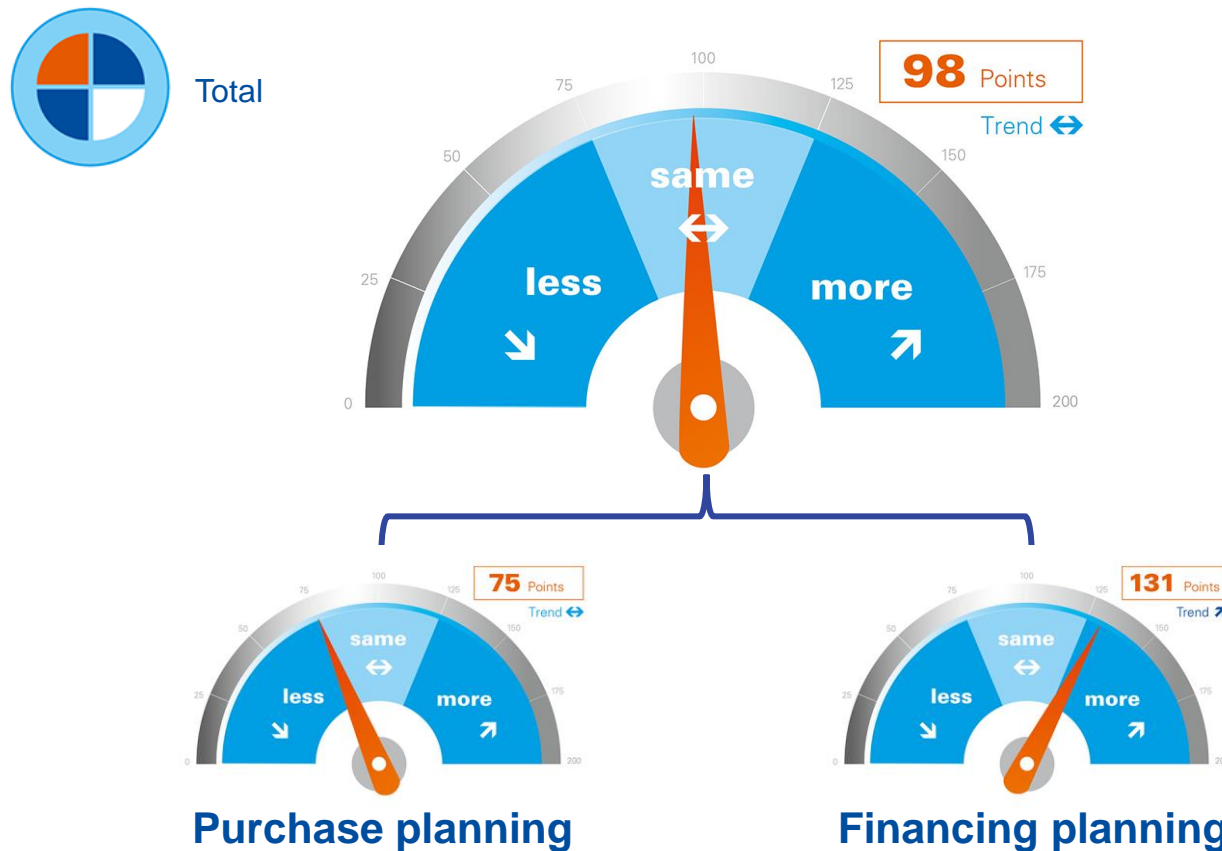 Total
98 Points
Trend
0
25
50
75
100
125
150
175
200
less
same
more
75 Points
Trend
0
25
50
75
100
125
150
175
200
less
same
more
Purchase planning
131 Points
Trend
0
25
50
75
100
125
150
175
less
same
more
Financing planning